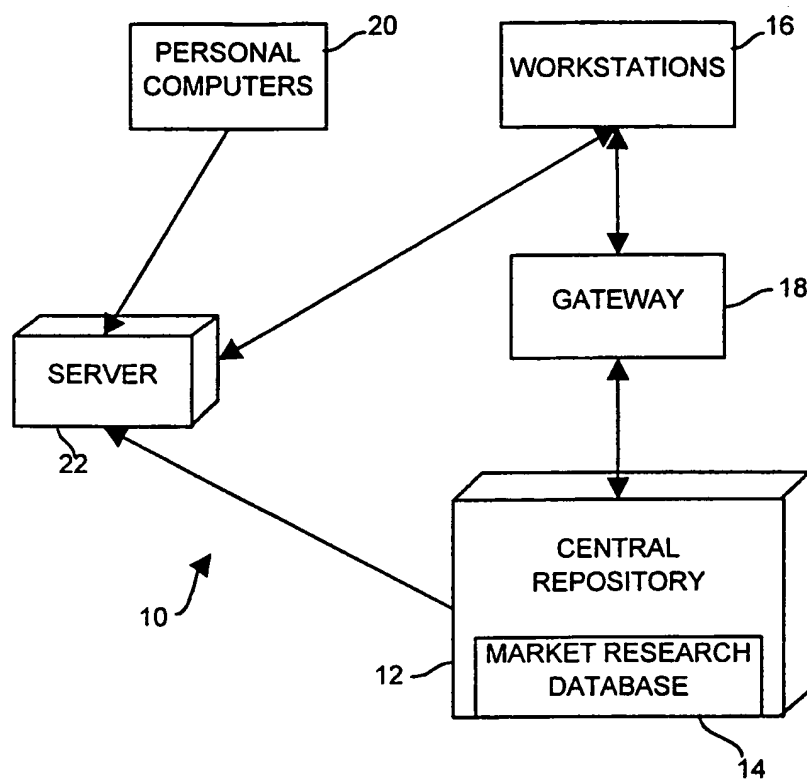 20
PERSONAL
COMPUTERS
16
WORKSTATIONS
GATEWAY
18
SERVER
22
CENTRAL
REPOSITORY
10
12
MARKET RESEARCH
DATABASE
14